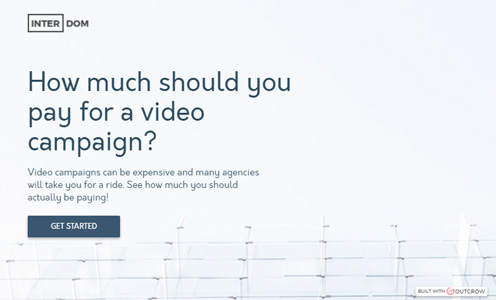 INTER DOM
How much should you
pay for a video
campaign?
Video campaigns can be expensive and many agencies
will take you for a ride. See how much you should
actually be paying!
GET STARTED
BUILT WITH OUTGROW